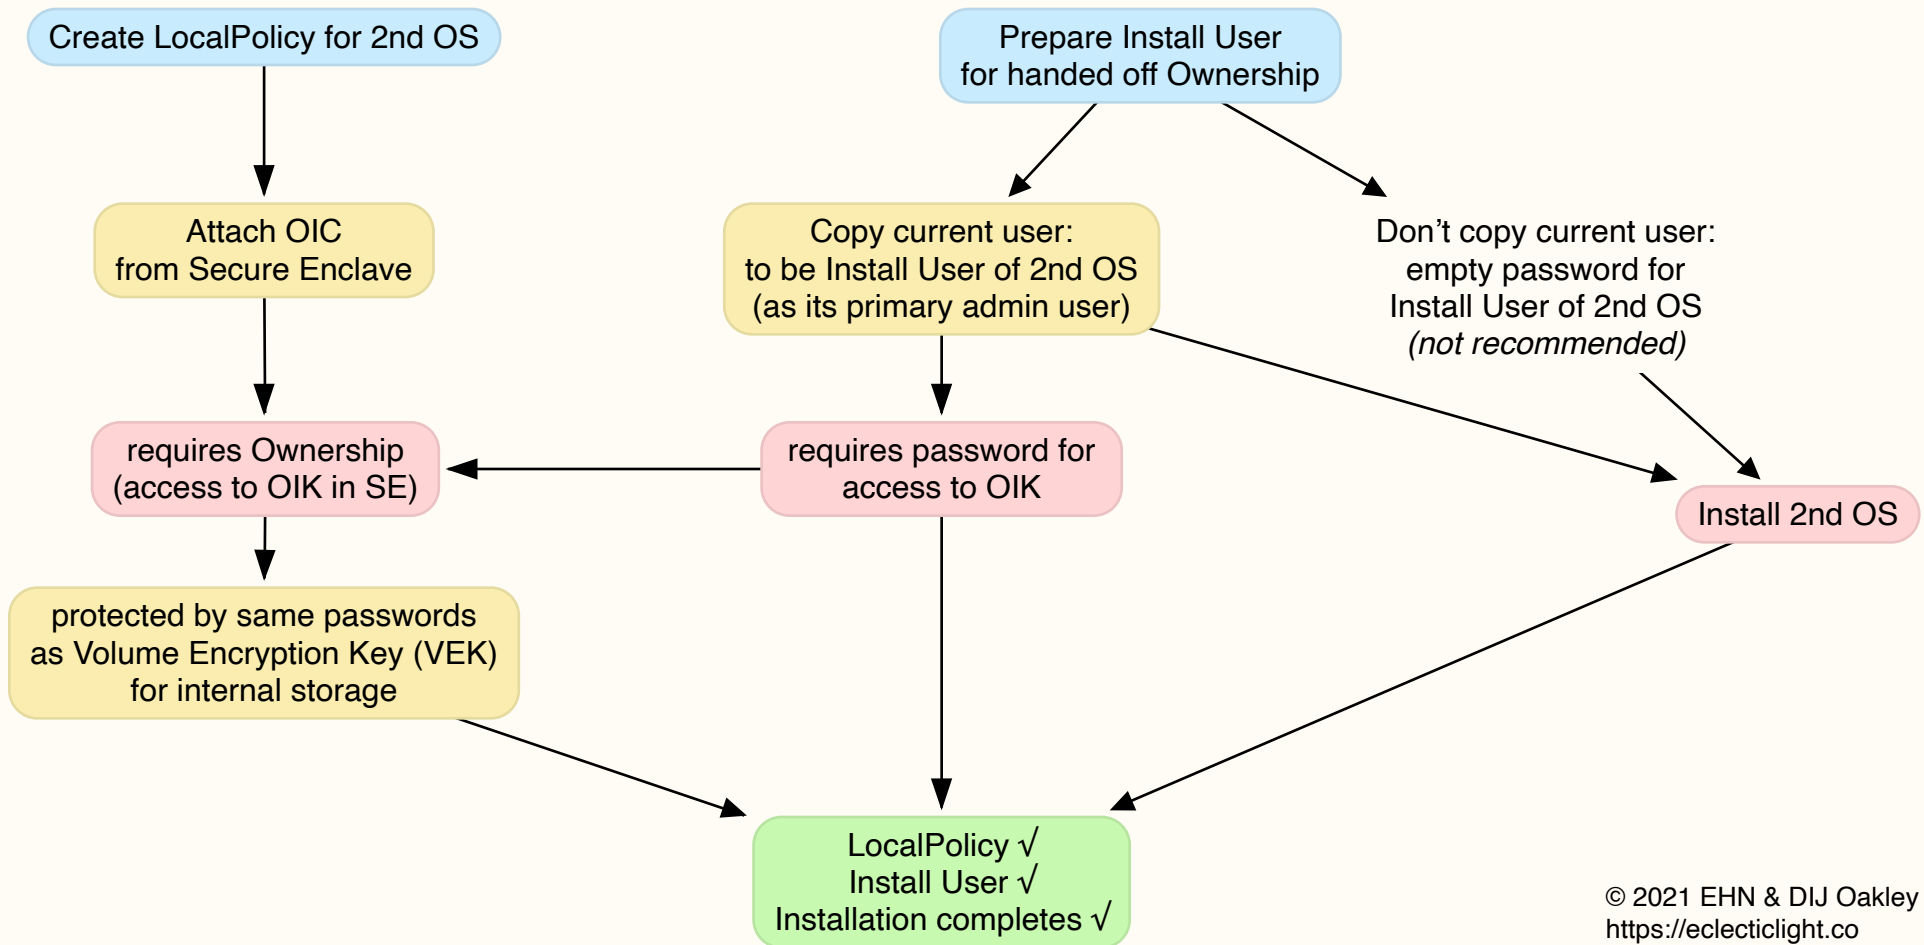 Create LocalPolicy for 2nd OS
Prepare Install User
for handed off Ownership
Attach OIC
from Secure Enclave
Copy current user:
to be Install User of 2nd OS
(as its primary admin user)
Don’t copy current user:
empty password for
Install User of 2nd OS
(not recommended)
requires Ownership
(access to OIK in SE)
requires password for
access to OIK
Install 2nd OS
protected by same passwords
as Volume Encryption Key (VEK)
for internal storage
LocalPolicy √
Install User √
Installation completes √
© 2021 EHN & DIJ Oakley
https://eclecticlight.co